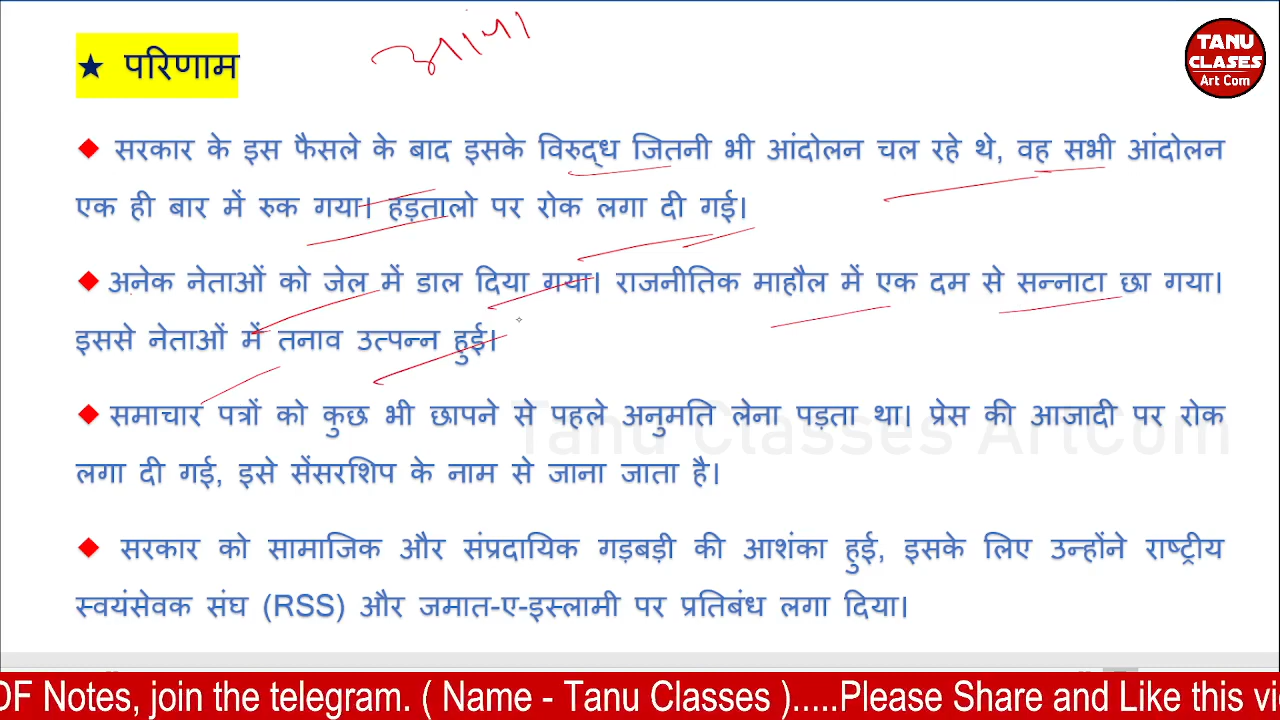 ★ परिणाम
TANU
CLASES
Art Com
◆ सरकार के इस फैसले के बाद इसके विरुद्ध जितनी भी आंदोलन चल रहे थे, वह सभी आंदोलन
एक ही बार में रुक गया। हड़तालो पर रोक लगा दी गई।
◆ अनेक नेताओं को जेल में डाल दिया गया। राजनीतिक माहौल में एक दम से सन्नाटा छा गया।
इससे नेताओं में तनाव उत्पन्न हुई।
◆ समाचार पत्रों को कुछ भी छापने से पहले अनुमति लेना पड़ता था। प्रेस की आजादी पर रोक
लगा दी गई, इसे सेंसरशिप के नाम से जाना जाता है।
Tanu Classes ArtCom
◆ सरकार को सामाजिक और संप्रदायिक गड़बड़ी की आशंका हुई, इसके लिए उन्होंने राष्ट्रीय
स्वयंसेवक संघ (RSS) और जमात-ए-इस्लामी पर प्रतिबंध लगा दिया।
DF Notes, join the telegram. ( Name - Tanu Classes ).....Please Share and Like this vi